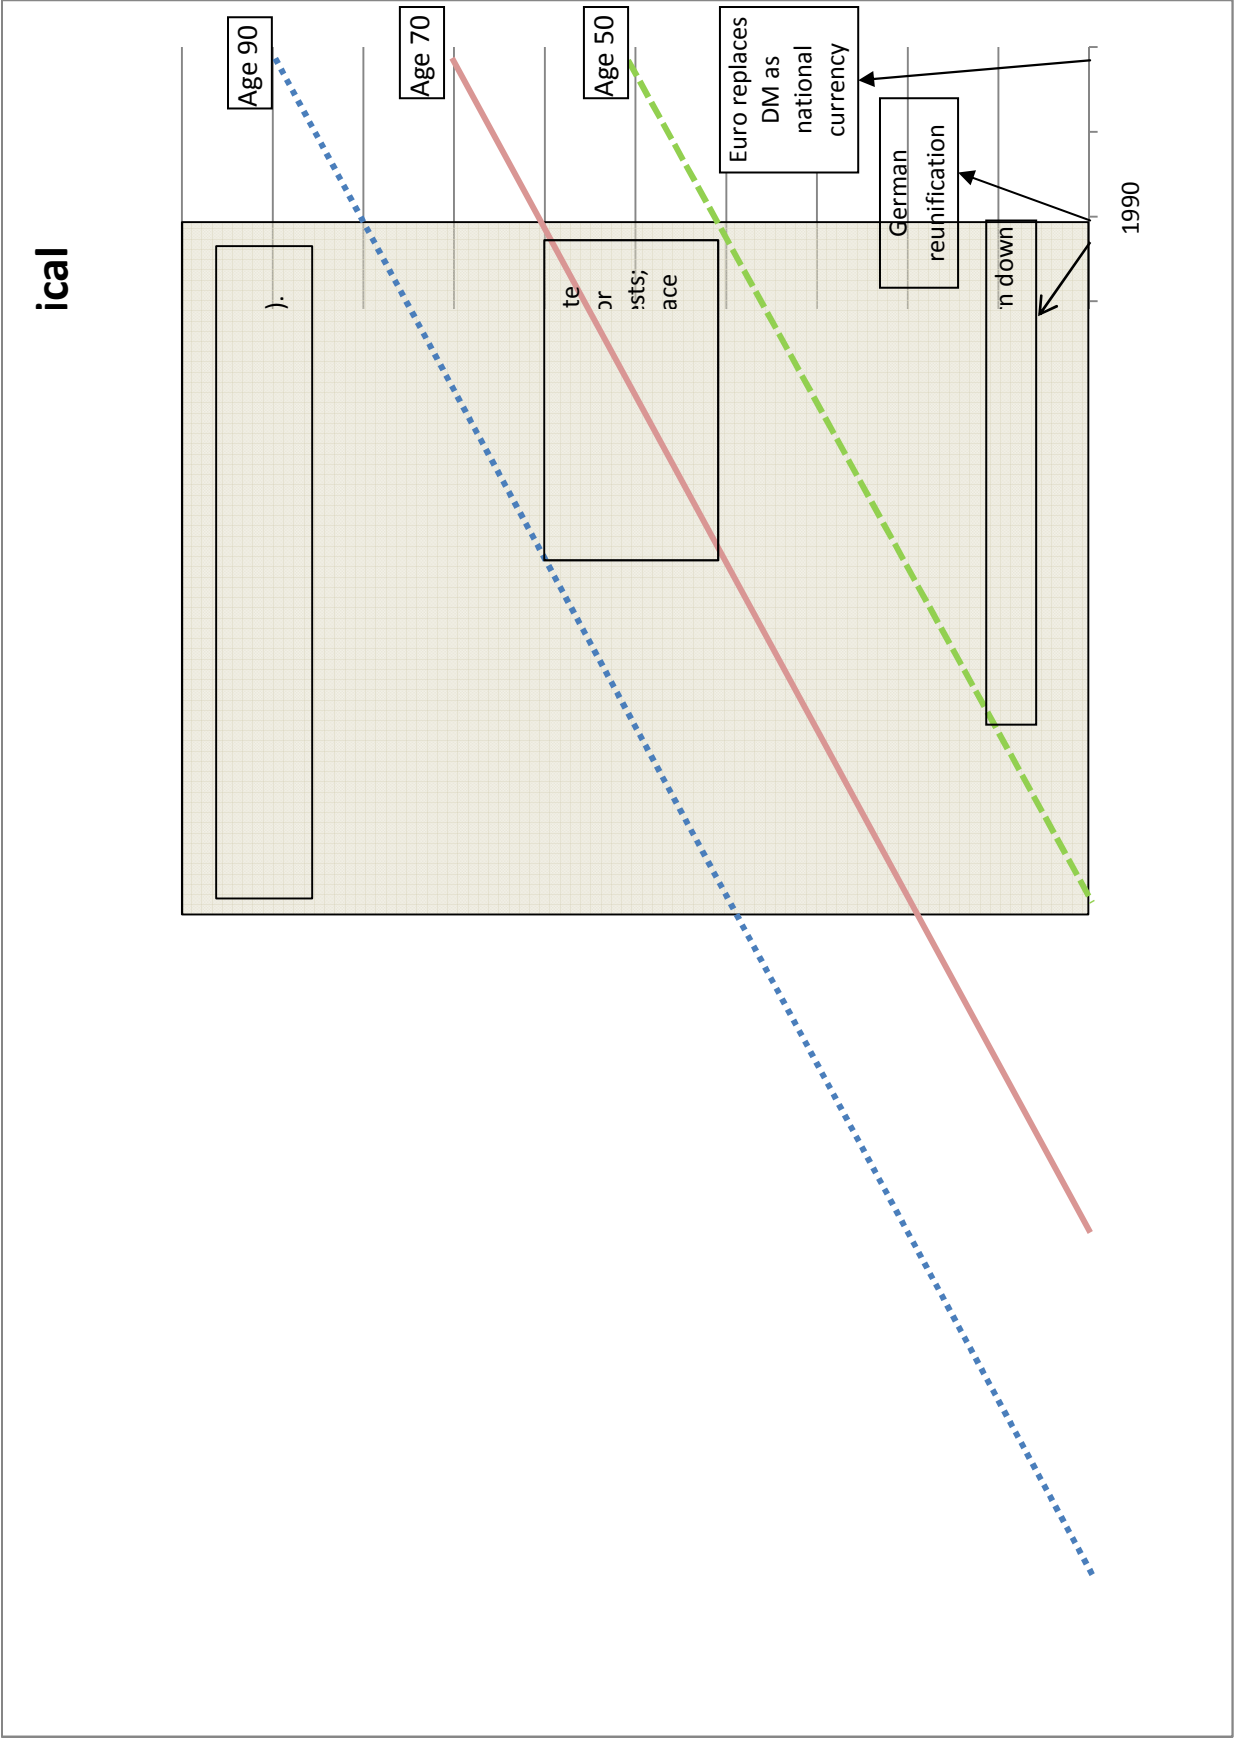 ical
Age 90
Age 70
Age 50
).
te
or
sts;
ace
Euro replaces
DM as
national
currency
German
reunification
n down
1990